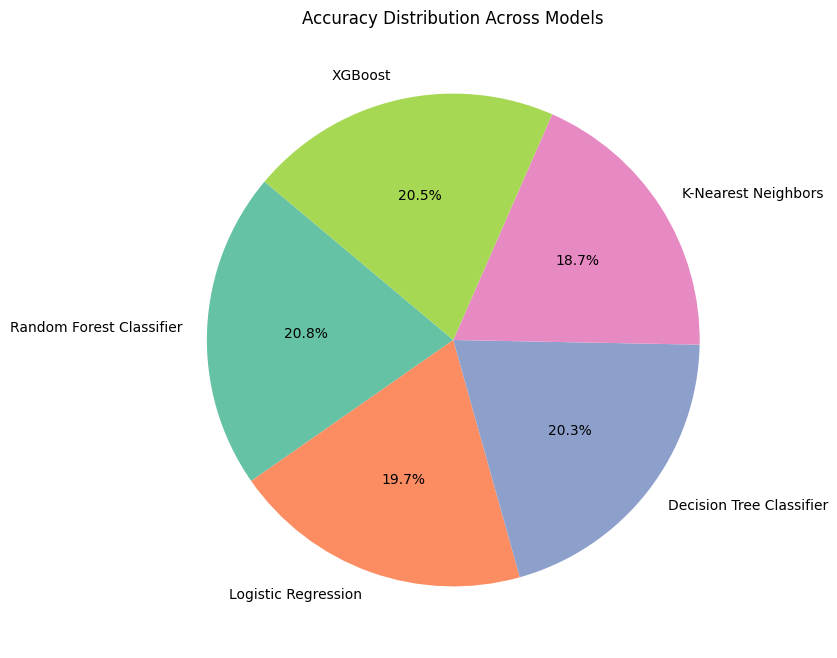 Accuracy Distribution Across Models
XGBoost
20.5%
K-Nearest Neighbors
18.7%
Random Forest Classifier
20.8%
20.3%
19.7%
Decision Tree Classifier
Logistic Regression